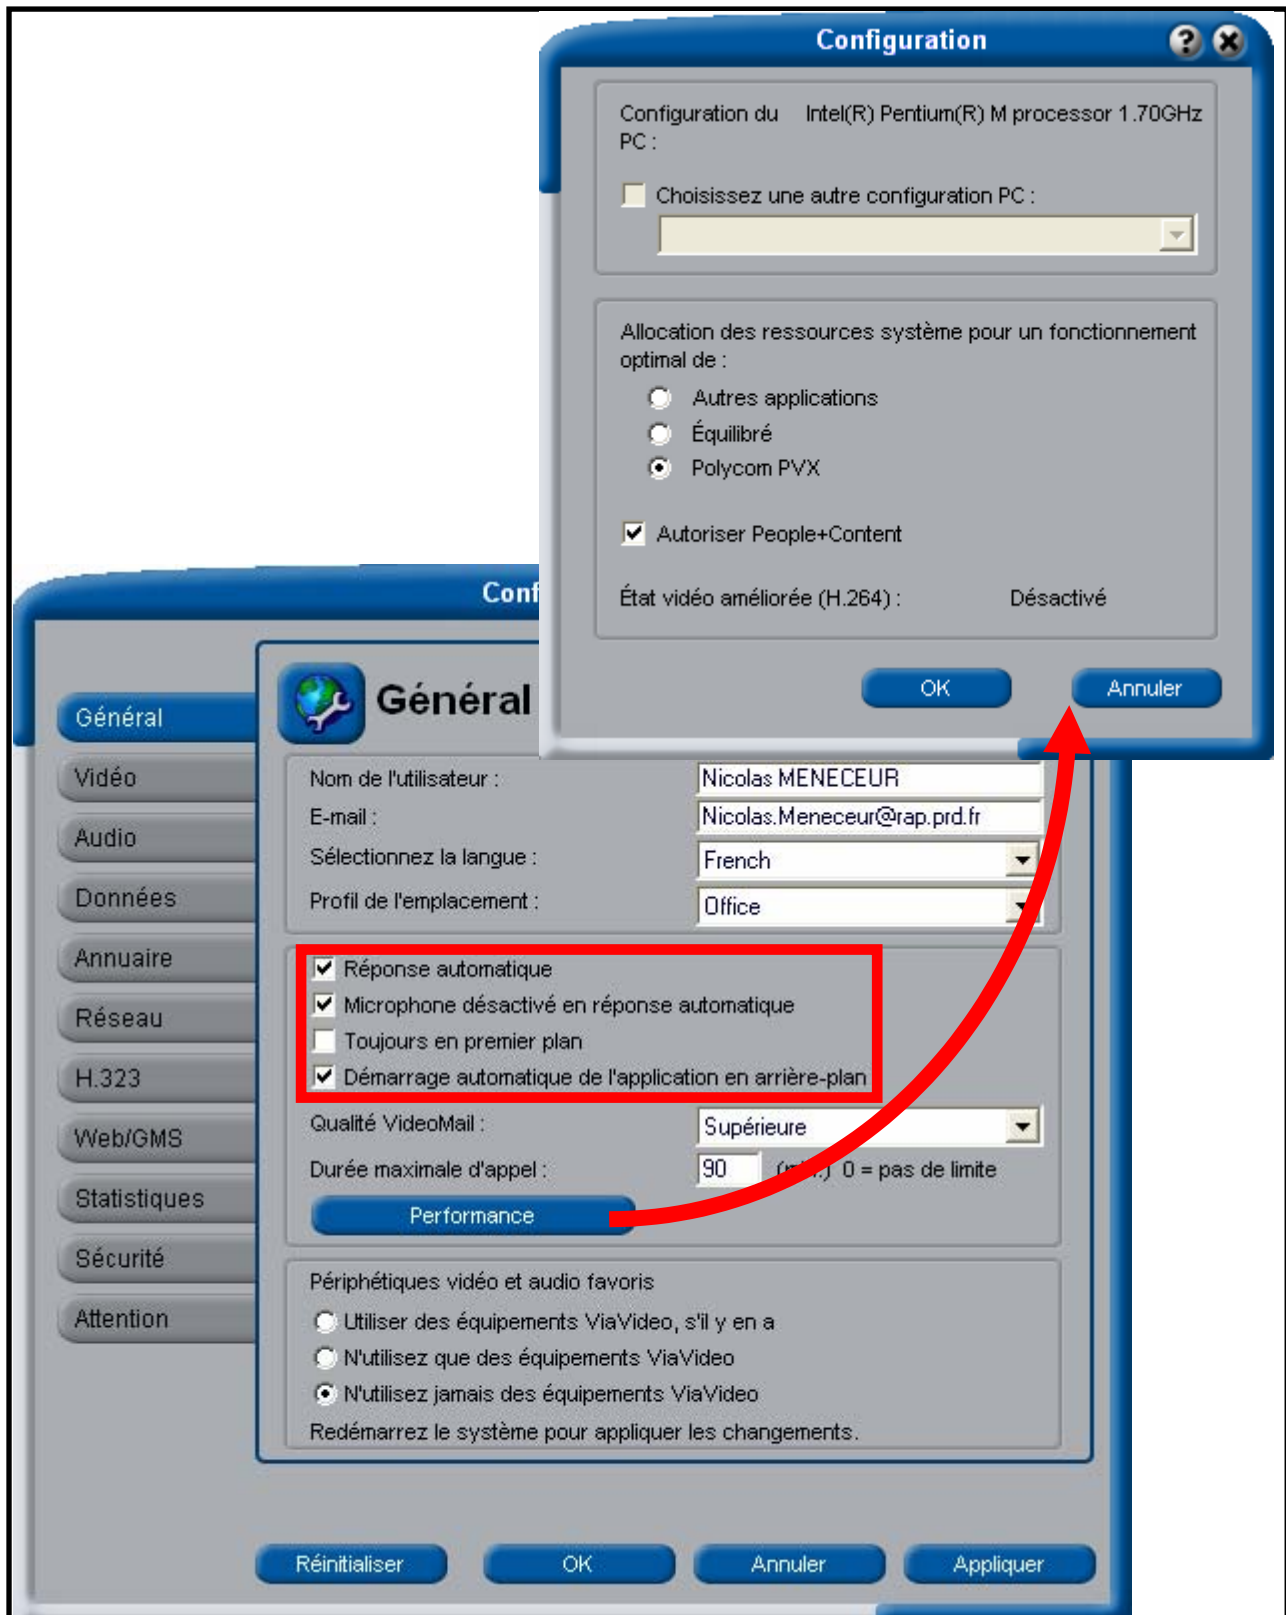 Configuration
Configuration du Intel(R) Pentium(R) M processor 1.70GHz
PC :
Choisissez une autre configuration PC :
Allocation des ressources système pour un fonctionnement
optimal de :
Autres applications
Équilibré
Polycom PVX
Autoriser People+Content
État vidéo améliorée (H.264) : Désactivé
OK Annuler
Conf
Général
Général
Vidéo
Audio
Données
Annuaire
Réseau
H.323
Web/GMS
Statistiques
Sécurité
Attention
Nom de l'utilisateur : Nicolas MENECEUR
E-mail : Nicolas.Meneceur@rap.prd.fr
Sélectionnez la langue : French
Profil de l'emplacement : Office
Réponse automatique
Microphone désactivé en réponse automatique
Toujours en premier plan
Démarrage automatique de l'application en arrière-plan
Qualité VideoMail : Supérieure
Durée maximale d'appel : 90 0 = pas de limite
Performance
Périphétiques vidéo et audio favoris
Utiliser des équipements ViaVideo, s'il y en a
N'utilisez que des équipements ViaVideo
N'utilisez jamais des équipements ViaVideo
Redémarrez le système pour appliquer les changements.
Réinitialiser OK Annuler Appliquer